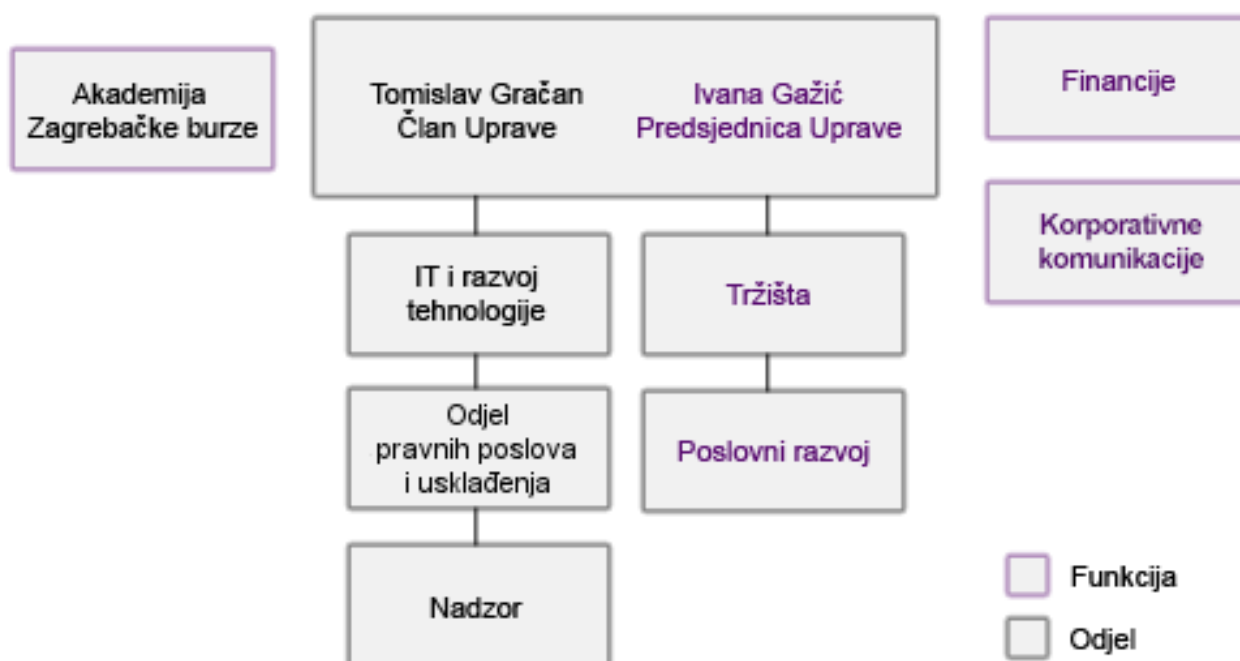 Akademija
Zagrebačke burze
Tomislav Gračan
Član Uprave
Ivana Gažić
Predsjednica Uprave
Financije
Korporativne
komunikacije
IT i razvoj
tehnologije
Tržišta
Odjel
pravnih poslova
i usklađenja
Poslovni razvoj
Nadzor
Funkcija
Odjel